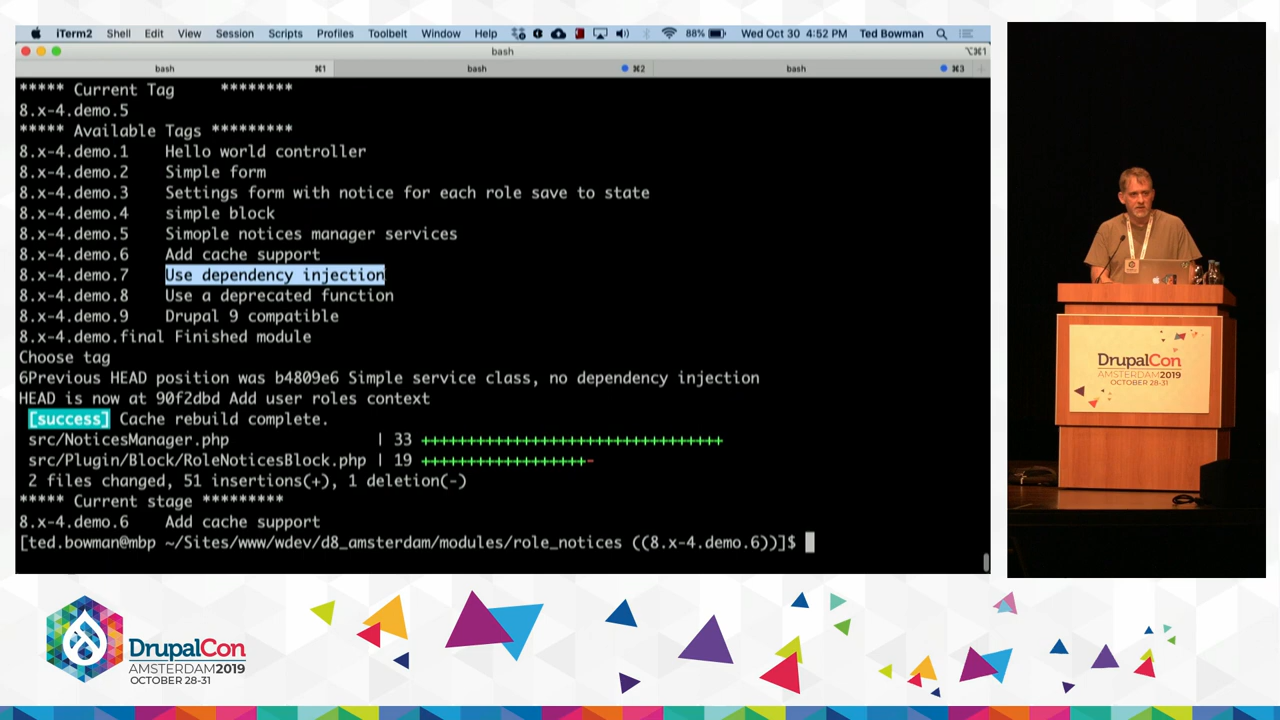 iTerm2 Shell Edit View Session Scripts Profiles Toolbelt Window Help 88% Wed Oct 30 4:52 PM Ted Bowman
bash ⌥⌘1
bash ⌘1 bash ⌘2 bash ⌘3
***** Current Tag ********
8.x-4.demo.5
***** Available Tags *********
8.x-4.demo.1 Hello world controller
8.x-4.demo.2 Simple form
8.x-4.demo.3 Settings form with notice for each role save to state
8.x-4.demo.4 simple block
8.x-4.demo.5 Simople notices manager services
8.x-4.demo.6 Add cache support
8.x-4.demo.7 Use dependency injection
8.x-4.demo.8 Use a deprecated function
8.x-4.demo.9 Drupal 9 compatible
8.x-4.demo.final Finished module
Choose tag
6Previous HEAD position was b4809e6 Simple service class, no dependency injection
HEAD is now at 90f2dbd Add user roles context
[success] Cache rebuild complete.
src/NoticesManager.php | 33 +++++++++++++++++++++++++++++++++
src/Plugin/Block/RoleNoticesBlock.php | 19 ++++++++++++++++++-
2 files changed, 51 insertions(+), 1 deletion(-)
***** Current stage *********
8.x-4.demo.6 Add cache support
[ted.bowman@mbp ~/Sites/www/wdev/d8_amsterdam/modules/role_notices ((8.x-4.demo.6))]$
DrupalCon
AMSTERDAM 2019
OCTOBER 28-31
DrupalCon
AMSTERDAM2019
OCTOBER 28-31